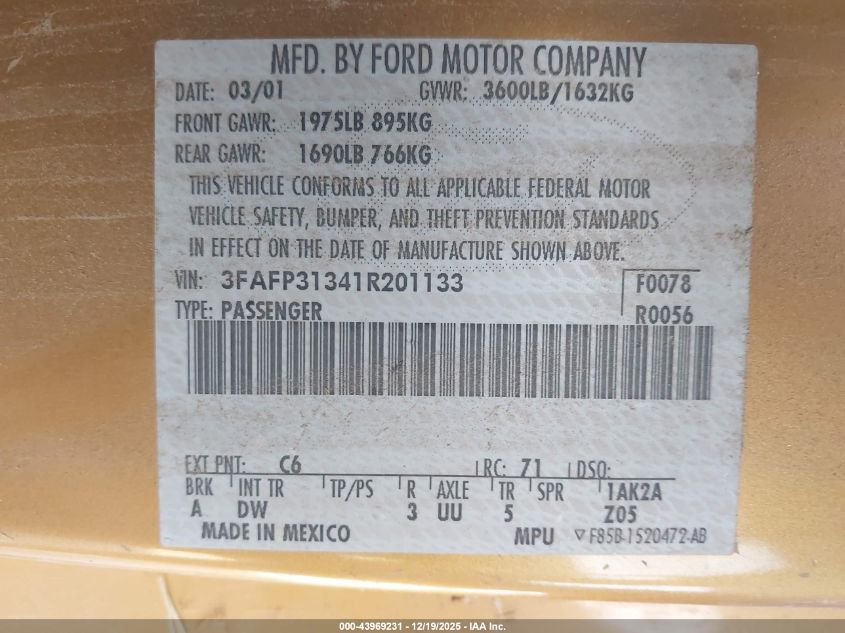 MFD. BY FORD MOTOR COMPANY
DATE: 03/01 GVWR: 3600LB/1632KG
FRONT GAWR: 1975LB 895KG
REAR GAWR: 1690LB 766KG
THIS VEHICLE CONFORMS TO ALL APPLICABLE FEDERAL MOTOR
VEHICLE SAFETY, BUMPER, AND THEFT PREVENTION STANDARDS
IN EFFECT ON THE DATE OF MANUFACTURE SHOWN ABOVE.
VIN: 3FAFP31341R201133 F0078
TYPE: PASSENGER R0056
EXT PNT: C6 RC: 71 DSO:
BRK INT TR TP/PS R AXLE TR SPR 1AK2A
A DW 3 UU 5 Z05
MADE IN MEXICO MPU ▽ F85B-1520472-AB
000-43969231 - 12/19/2025 - IAA Inc.